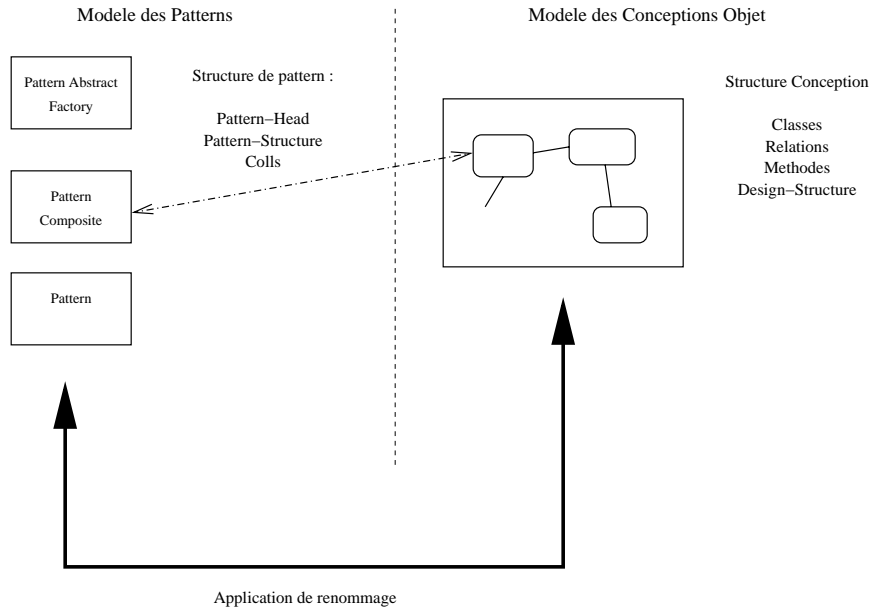 Modele des Patterns
Modele des Conceptions Objet
Pattern Abstract
Factory
Structure de pattern :
Pattern−Head
Pattern−Structure
Colls
Structure Conception
Classes
Relations
Methodes
Design−Structure
Pattern
Composite
Pattern
Application de renommage